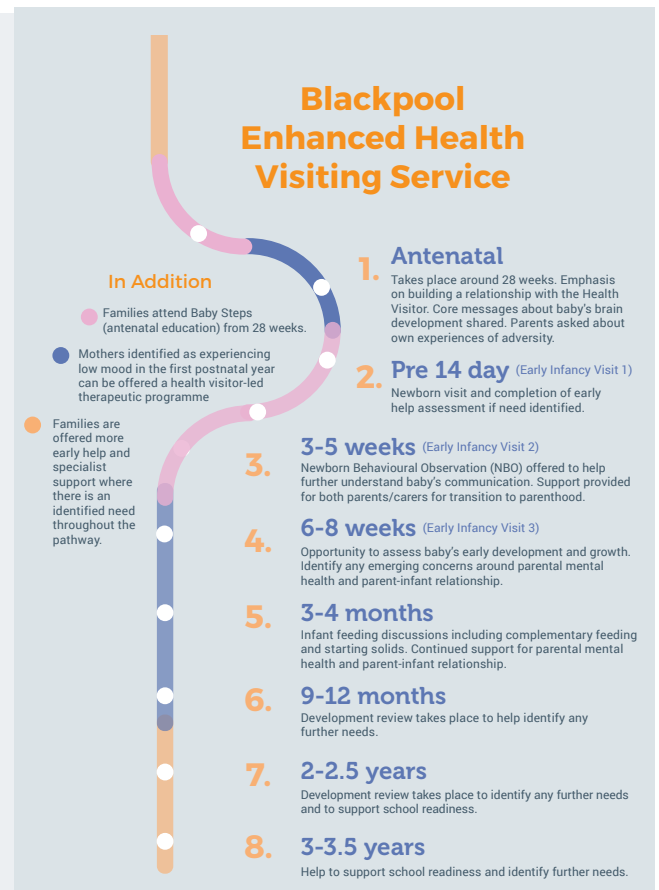 Blackpool
Enhanced Health
Visiting Service
In Addition
Families attend Baby Steps
(antenatal education) from 28 weeks.
Mothers identified as experiencing
low mood in the first postnatal year
can be offered a health visitor-led
therapeutic programme
Families are
offered more
early help and
specialist
support where
there is an
identified need
throughout the
pathway.
1. Antenatal
Takes place around 28 weeks. Emphasis
on building a relationship with the Health
Visitor. Core messages about baby's brain
development shared. Parents asked about
own experiences of adversity.
2. Pre 14 day (Early Infancy Visit 1)
Newborn visit and completion of early
help assessment if need identified.
3. 3-5 weeks (Early Infancy Visit 2)
Newborn Behavioural Observation (NBO) offered to help
further understand baby's communication. Support provided
for both parents/carers for transition to parenthood.
4. 6-8 weeks (Early Infancy Visit 3)
Opportunity to assess baby's early development and growth.
Identify any emerging concerns around parental mental
health and parent-infant relationship.
5. 3-4 months
Infant feeding discussions including complementary feeding
and starting solids. Continued support for parental mental
health and parent-infant relationship.
6. 9-12 months
Development review takes place to help identify any
further needs.
7. 2-2.5 years
Development review takes place to identify any further needs
and to support school readiness.
8. 3-3.5 years
Help to support school readiness and identify further needs.